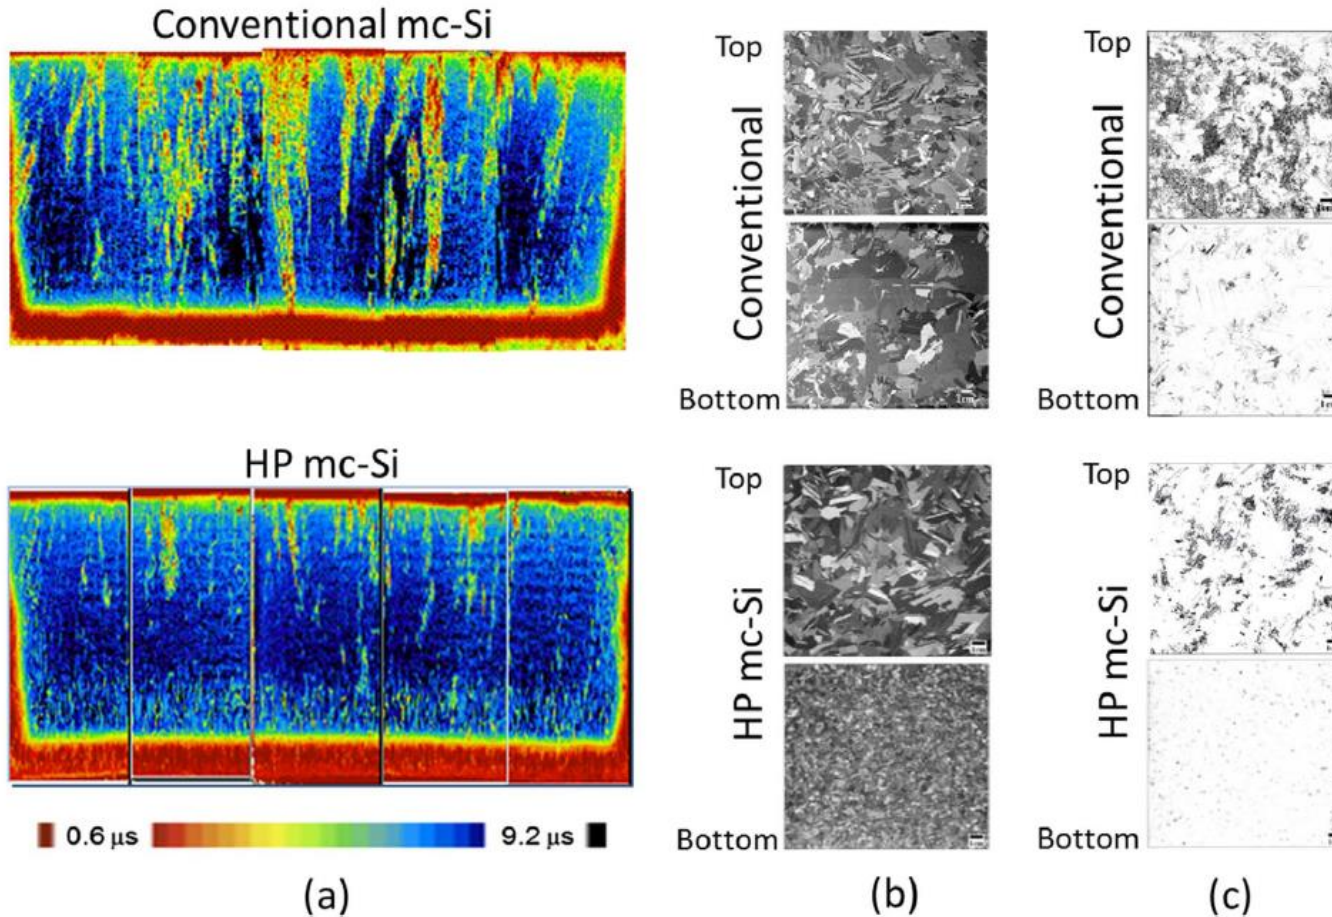 Conventional mc-Si
HP mc-Si
0.6 µs
9.2 µs
(a)
Top
Conventional
Bottom
Top
HP mc-Si
Bottom
(b)
Top
Conventional
Bottom
Top
HP mc-Si
Bottom
(c)